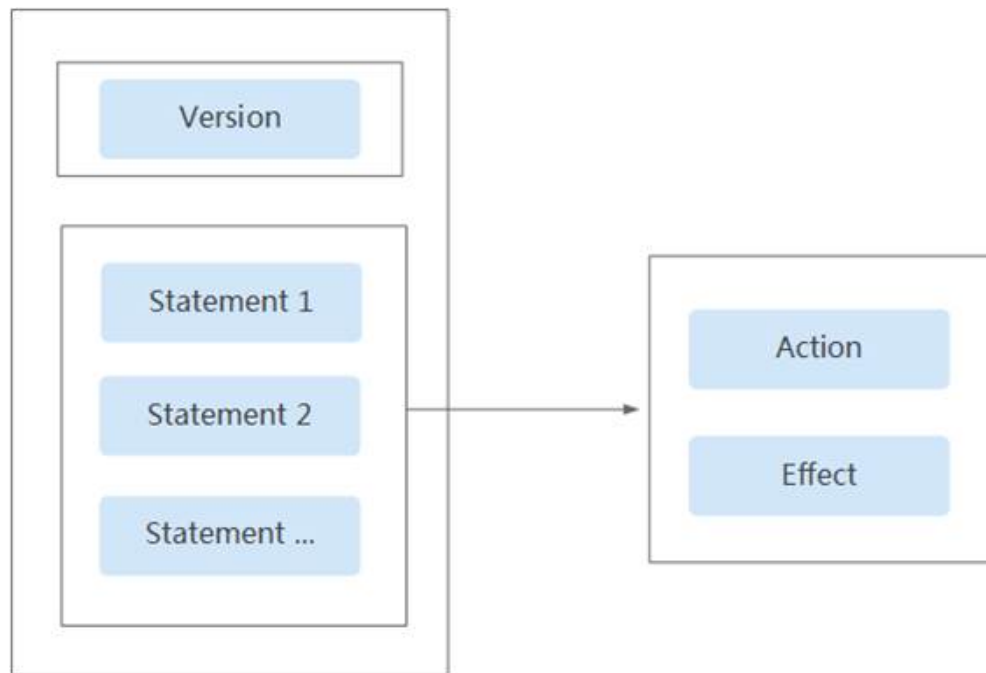 Version
Statement 1
Statement 2
Statement ...
Action
Effect